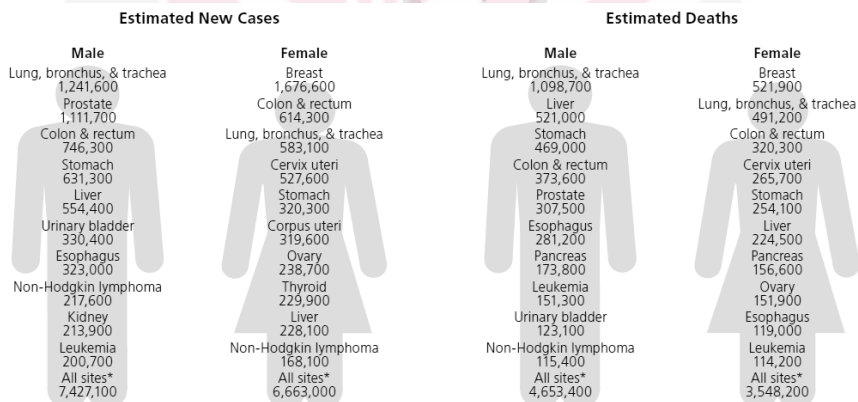 Estimated New Cases
Male
Lung, bronchus, & trachea
1,241,600
Prostate
1,111,700
Colon & rectum
746,300
Stomach
631,300
Liver
554,400
Urinary bladder
330,400
Esophagus
323,000
Non-Hodgkin lymphoma
217,600
Kidney
213,900
Leukemia
200,700
All sites*
7,427,100
Female
Breast
1,676,600
Colon & rectum
614,300
Lung, bronchus, & trachea
583,100
Cervix uteri
527,600
Stomach
320,300
Corpus uteri
319,600
Ovary
238,700
Thyroid
229,900
Liver
228,100
Non-Hodgkin lymphoma
168,100
All sites*
6,663,000
Estimated Deaths
Male
Lung, bronchus, & trachea
1,098,700
Liver
521,000
Stomach
469,000
Colon & rectum
373,600
Prostate
307,500
Esophagus
281,200
Pancreas
173,800
Leukemia
151,300
Urinary bladder
123,100
Non-Hodgkin lymphoma
115,400
All sites*
4,653,400
Female
Breast
521,900
Lung, bronchus, & trachea
491,200
Colon & rectum
320,300
Cervix uteri
265,700
Stomach
254,100
Liver
224,500
Pancreas
156,600
Ovary
151,900
Esophagus
119,000
Leukemia
114,200
All sites*
3,548,200